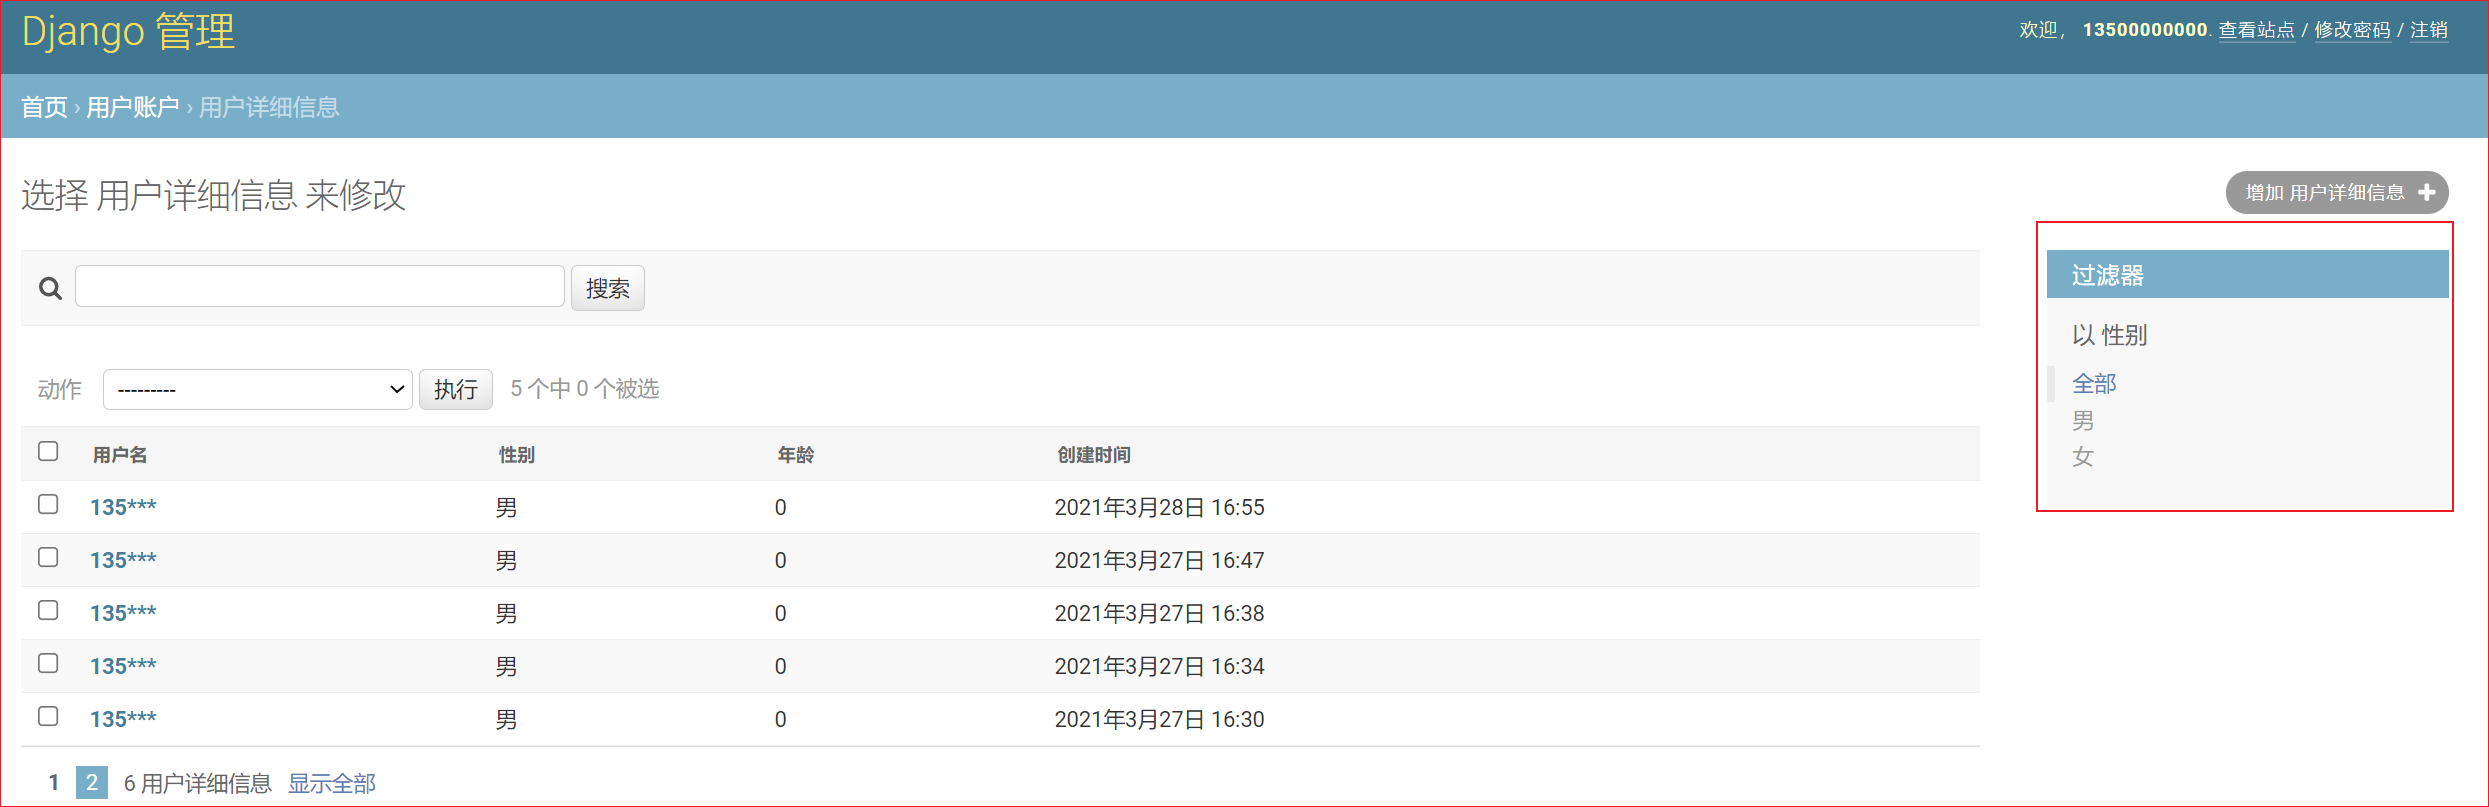 Django 管理
欢迎， 13500000000. 查看站点 / 修改密码 / 注销
首页 › 用户账户 › 用户详细信息
选择 用户详细信息 来修改
增加 用户详细信息
搜索
动作 --------- 执行 5 个中 0 个被选
用户名 性别 年龄 创建时间
135*** 男 0 2021年3月28日 16:55
135*** 男 0 2021年3月27日 16:47
135*** 男 0 2021年3月27日 16:38
135*** 男 0 2021年3月27日 16:34
135*** 男 0 2021年3月27日 16:30
1 2 6 用户详细信息 显示全部
过滤器
以 性别
全部
男
女